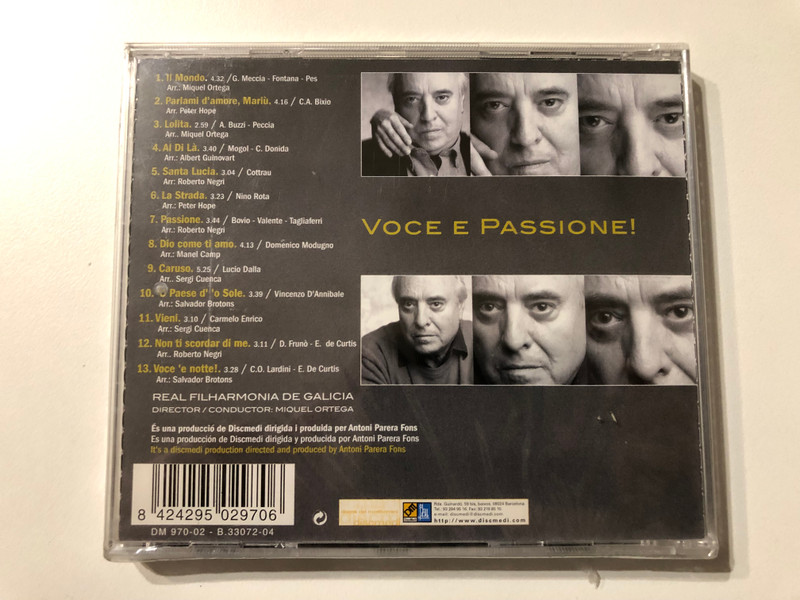 1. Il Mondo. 4.32 / G. Meccia - Fontana - Pes
Arr. Miquel Ortega
2. Parlami d'amore, Mariù. 4.16 / C.A. Bixio
Arr. Peter Hope
3. Lolita. 2.59 / A. Buzzi - Peccia
Arr.. Miquel Ortega
4. Al Di Là. 3.40 / Mogol - C. Donida
Arr.: Albert Guinovart
5. Santa Lucia. 3.04 / Cottrau
Arr.: Roberto Negri
6. La Strada. 3.23 / Nino Rota
Arr.: Peter Hope
7. Passione. 3.44 / Bovio - Valente - Tagliaferri
Arr.: Roberto Negri
8. Dio come ti amo. 4.13 / Domenico Modugno
Arr.: Manel Camp
9. Caruso. 5.25 / Lucio Dalla
Arr.. Sergi Cuenca
10. 'O Paese d' 'o Sole. 3.39 / Vincenzo D'Annibale
Arr.: Salvador Brotons
11. Vieni. 3.10 / Carmelo Enrico
Arr.: Sergi Cuenca
12. Non ti scordar di me. 3.11 / D. Frunò - E. de Curtis
Arr.. Roberto Negri
13. Voce 'e notte!. 3.28 / C.O. Lardini - E. De Curtis
Arr.: Salvador Brotons
REAL FILHARMONIA DE GALICIA
DIRECTOR / CONDUCTOR: MIQUEL ORTEGA
És una producció de Discmedi dirigida i produida per Antoni Parera Fons
Es una producción de Discmedi dirigida y producida por Antoni Parera Fons
It's a discmedi production directed and produced by Antoni Parera Fons
VOCE E PASSIONE!
8 424295 029706
DM 970-02 - B.33072-04
e-mail: discmedi@discmedi.com
http://www.discmedi.com